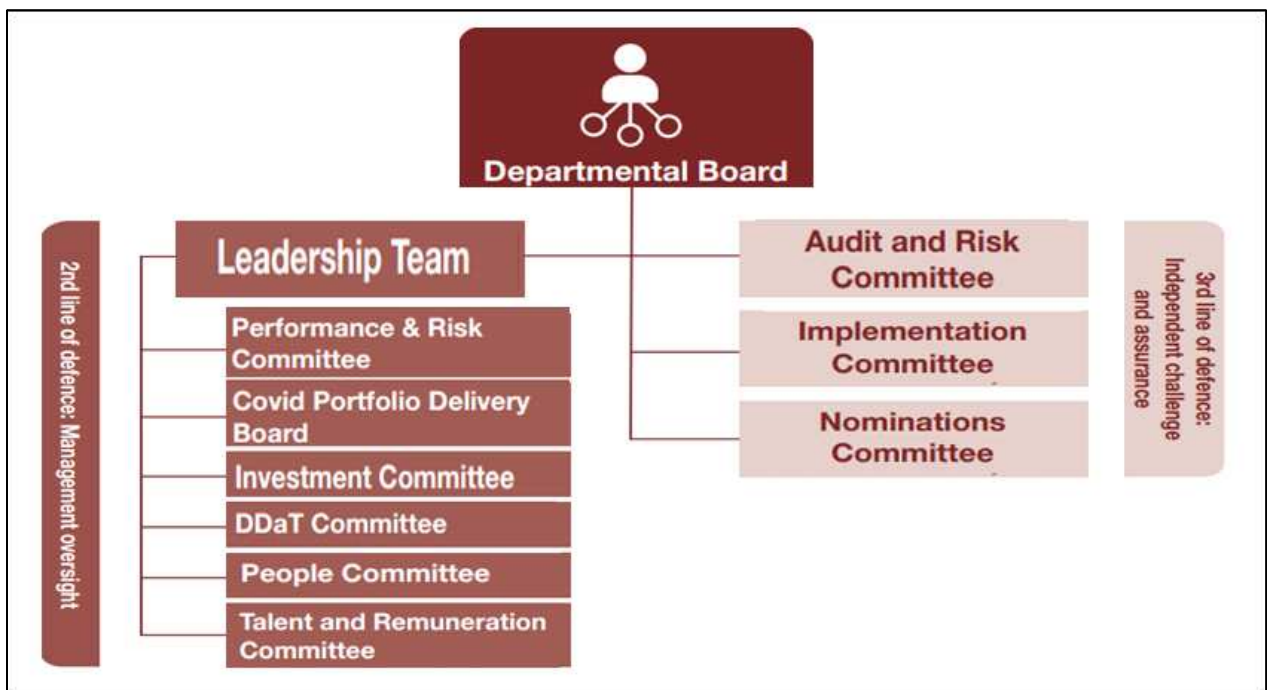 Departmental Board
2nd line of defence: Management oversight
Leadership Team
Performance & Risk
Committee
Covid Portfolio Delivery
Board
Investment Committee
DDaT Committee
People Committee
Talent and Remuneration
Committee
Audit and Risk
Committee
Implementation
Committee
Nominations
Committee
3rd line of defence:
Independent challenge
and assurance